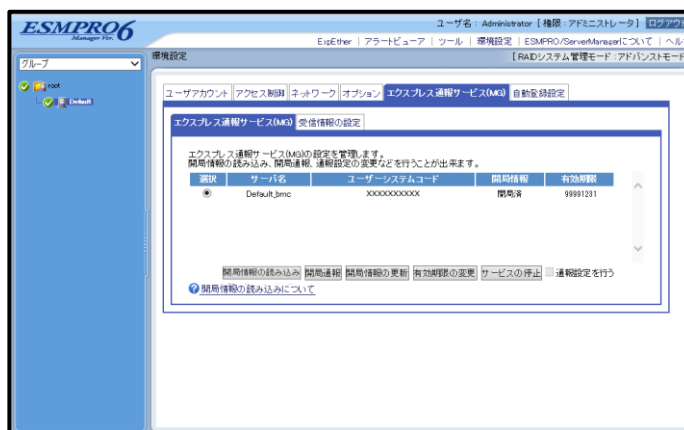 ESMPRO6
Manager Ver.
ユーザ名 : Administrator [ 権限 : アドミニストレータ ] ログアウト
ExpEther | アラートビューア | ツール | 環境設定 | ESMPRO/ServerManagerについて | ヘル
グループ
環境設定
[ RAIDシステム管理モード : アドバンストモード
root
Default
ユーザアカウント アクセス制御 ネットワーク オプション エクスプレス通報サービス(MG) 自動登録設定
エクスプレス通報サービス(MG) 受信情報の設定
エクスプレス通報サービス(MG)の設定を管理します。
開局情報の読み込み、開局通報、通報設定の変更などを行うことが出来ます。
選択 サーバ名 ユーザーシステムコード 開局情報 有効期限
Default_bmc XXXXXXXXXX 開局済 99991231
開局情報の読み込み 開局通報 開局情報の更新 有効期限の変更 サービスの停止 通報設定を行う
開局情報の読み込みについて